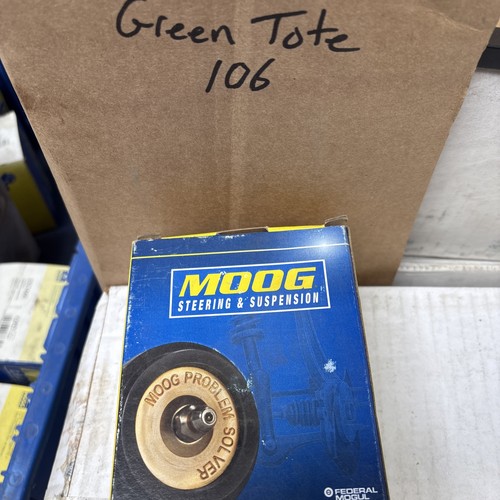 Green Tote
106
MOOG
STEERING & SUSPENSION
MOOG PROBLEM SOLVER
FEDERAL
MOGUL